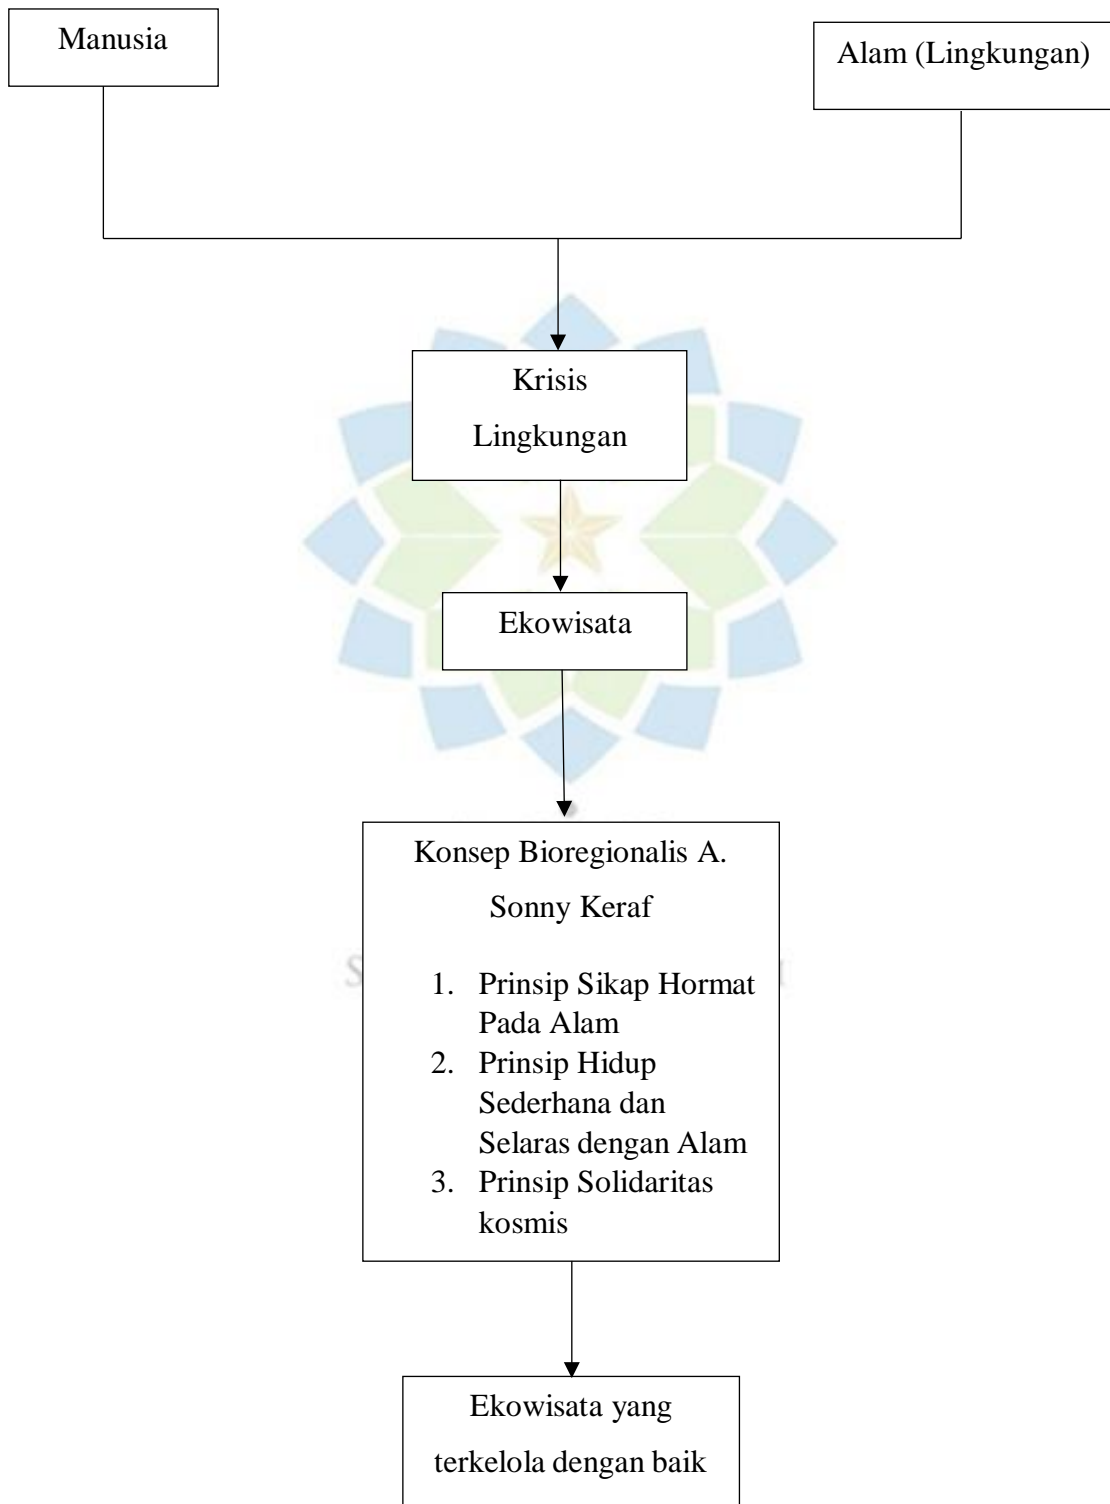 Manusia
Alam (Lingkungan)
Krisis
Lingkungan
Ekowisata
Konsep Bioregionalis A.
Sonny Keraf
1. Prinsip Sikap Hormat
Pada Alam
2. Prinsip Hidup
Sederhana dan
Selaras dengan Alam
3. Prinsip Solidaritas
kosmis
Ekowisata yang
terkelola dengan baik